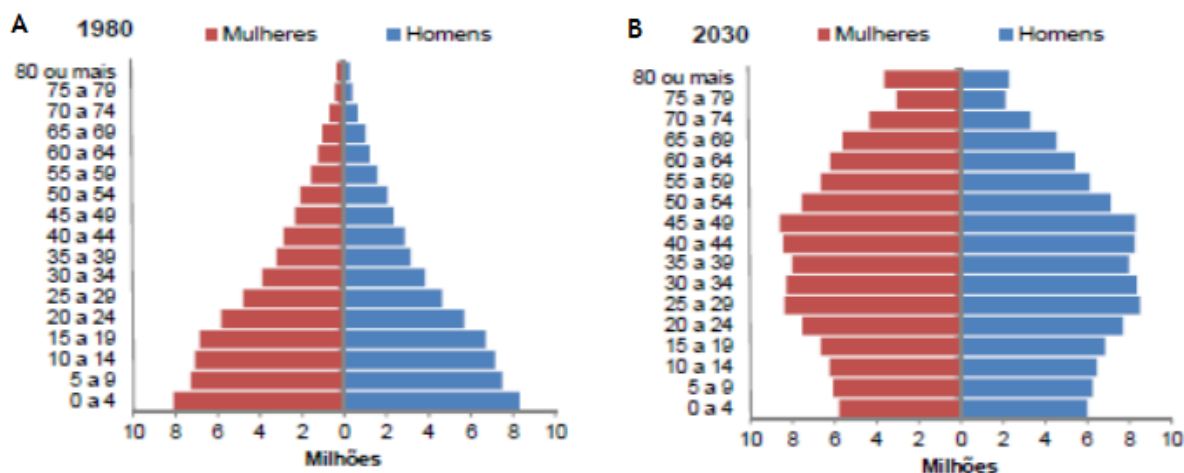 A
1980
Mulheres Homens
80 ou mais
75 a 79
70 a 74
65 a 69
60 a 64
55 a 59
50 a 54
45 a 49
40 a 44
35 a 39
30 a 34
25 a 29
20 a 24
15 a 19
10 a 14
5 a 9
0 a 4
10 8 6 4 2 0 2 4 6 8 10
Milhões
B
2030
Mulheres Homens
80 ou mais
75 a 79
70 a 74
65 a 69
60 a 64
55 a 59
50 a 54
45 a 49
40 a 44
35 a 39
30 a 34
25 a 29
20 a 24
15 a 19
10 a 14
5 a 9
0 a 4
10 8 6 4 2 0 2 4 6 8 10
Milhões